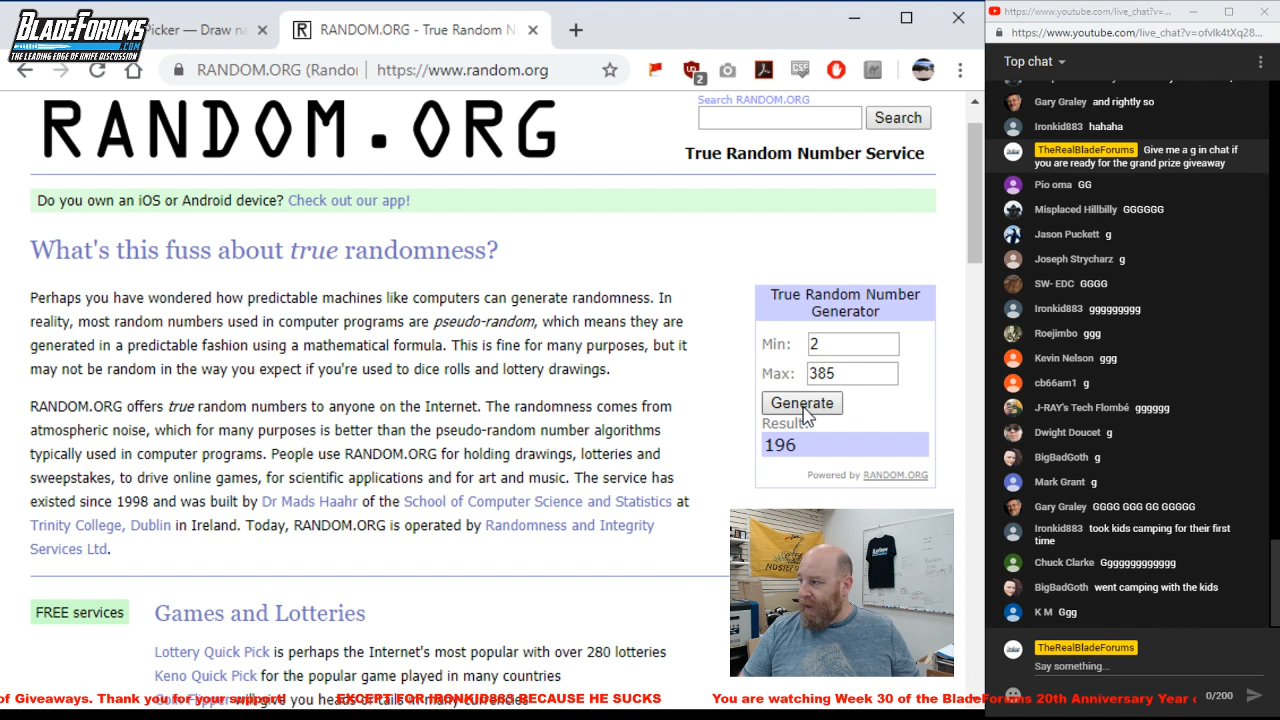 BLADEFORUMS
.COM
THE LEADING EDGE OF KNIFE DISCUSSION
Picker — Draw na
RANDOM.ORG - True Random N
RANDOM.ORG (Rando
https://www.random.org
2
CSS
RANDOM.ORG
Search RANDOM.ORG
Search
True Random Number Service
Do you own an iOS or Android device? Check out our app!
What's this fuss about true randomness?
Perhaps you have wondered how predictable machines like computers can generate randomness. In
reality, most random numbers used in computer programs are pseudo-random, which means they are
generated in a predictable fashion using a mathematical formula. This is fine for many purposes, but it
may not be random in the way you expect if you're used to dice rolls and lottery drawings.
RANDOM.ORG offers true random numbers to anyone on the Internet. The randomness comes from
atmospheric noise, which for many purposes is better than the pseudo-random number algorithms
typically used in computer programs. People use RANDOM.ORG for holding drawings, lotteries and
sweepstakes, to drive online games, for scientific applications and for art and music. The service has
existed since 1998 and was built by Dr Mads Haahr of the School of Computer Science and Statistics at
Trinity College, Dublin in Ireland. Today, RANDOM.ORG is operated by Randomness and Integrity
Services Ltd.
True Random Number
Generator
Min: 2
Max: 385
Generate
Result:
196
Powered by RANDOM.ORG
FREE services
Games and Lotteries
Lottery Quick Pick is perhaps the Internet's most popular with over 280 lotteries
Keno Quick Pick for the popular game played in many countries
Coin Flipper will give you heads or tails in many currencies
of Giveaways. Thank you for your support! EXCEPT FOR IRONKID883 BECAUSE HE SUCKS You are watching Week 30 of the BladeForums 20th Anniversary Year
https://www.youtube.com/live_chat?v=...
https://www.youtube.com/live_chat?v=ofvIk4tXq28...
Top chat
Gary Graley and rightly so
Ironkid883 hahaha
TheRealBladeForums Give me a g in chat if
you are ready for the grand prize giveaway
Pio oma GG
Misplaced Hillbilly GGGGGG
Jason Puckett g
Joseph Strycharz g
SW- EDC GGGG
Ironkid883 ggggggggg
Roejimbo ggg
Kevin Nelson ggg
cb66am1 g
J-RAY's Tech Flombé gggggg
Dwight Doucet g
BigBadGoth g
Mark Grant g
Gary Graley GGGG GGG GG GGGGG
Ironkid883 took kids camping for their first
time
Chuck Clarke Gggggggggggg
BigBadGoth went camping with the kids
K M Ggg
TheRealBladeForums
Say something...
0/200